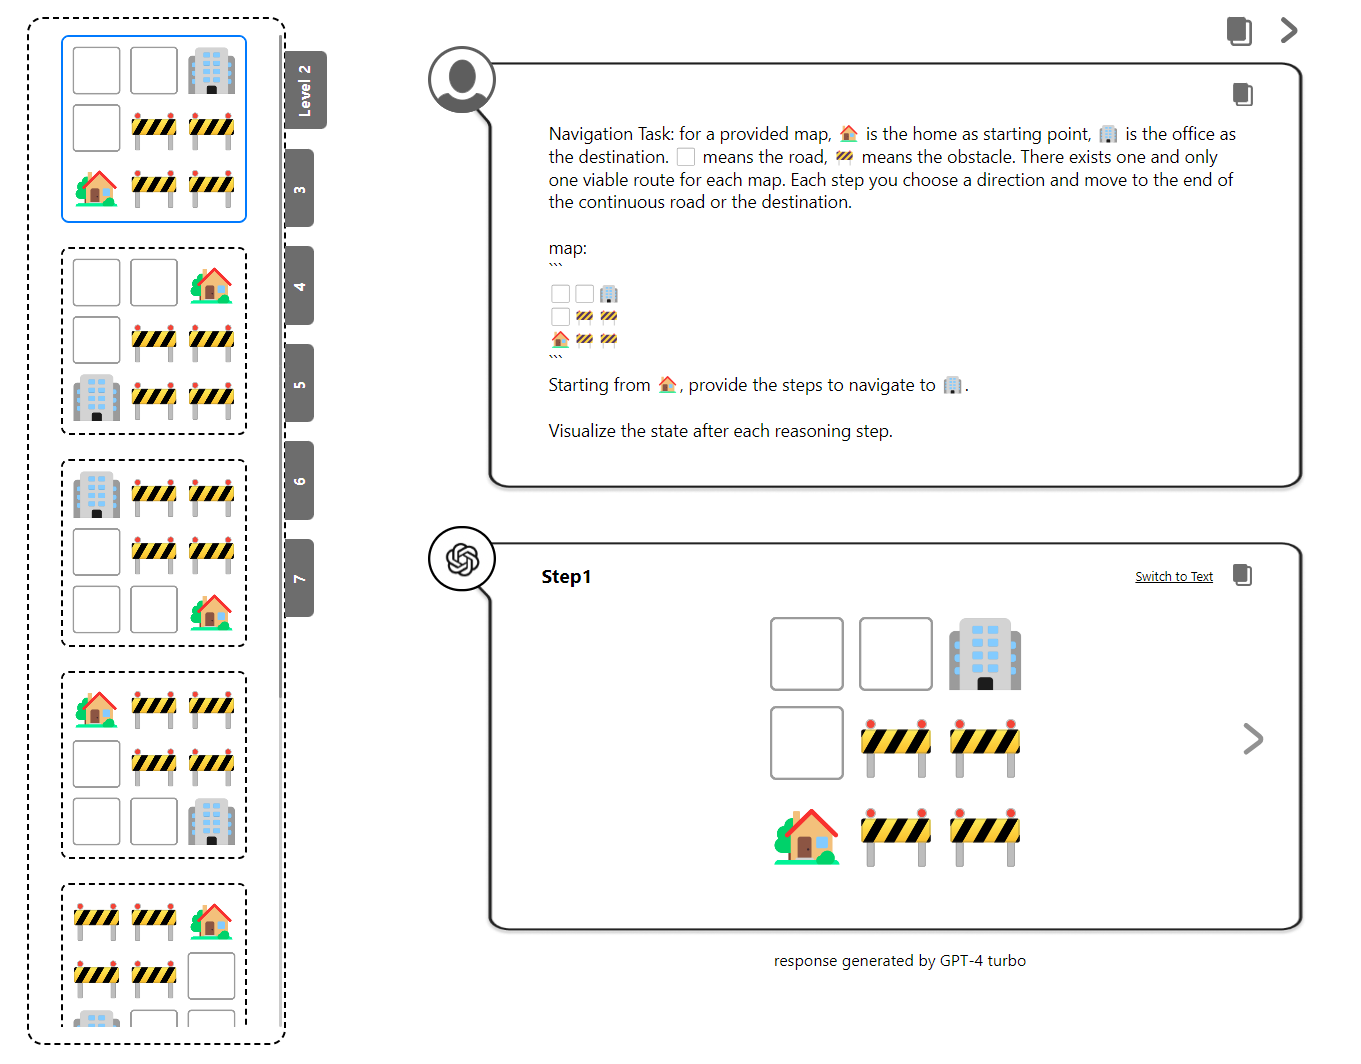 Level 2
3
4
5
6
7
Navigation Task: for a provided map, 🏠 is the home as starting point, 🏢 is the office as
the destination. ⬜ means the road, 🚧 means the obstacle. There exists one and only
one viable route for each map. Each step you choose a direction and move to the end of
the continuous road or the destination.
map:
```
```
Starting from 🏠, provide the steps to navigate to 🏢.
Visualize the state after each reasoning step.
Step1
Switch to Text
response generated by GPT-4 turbo